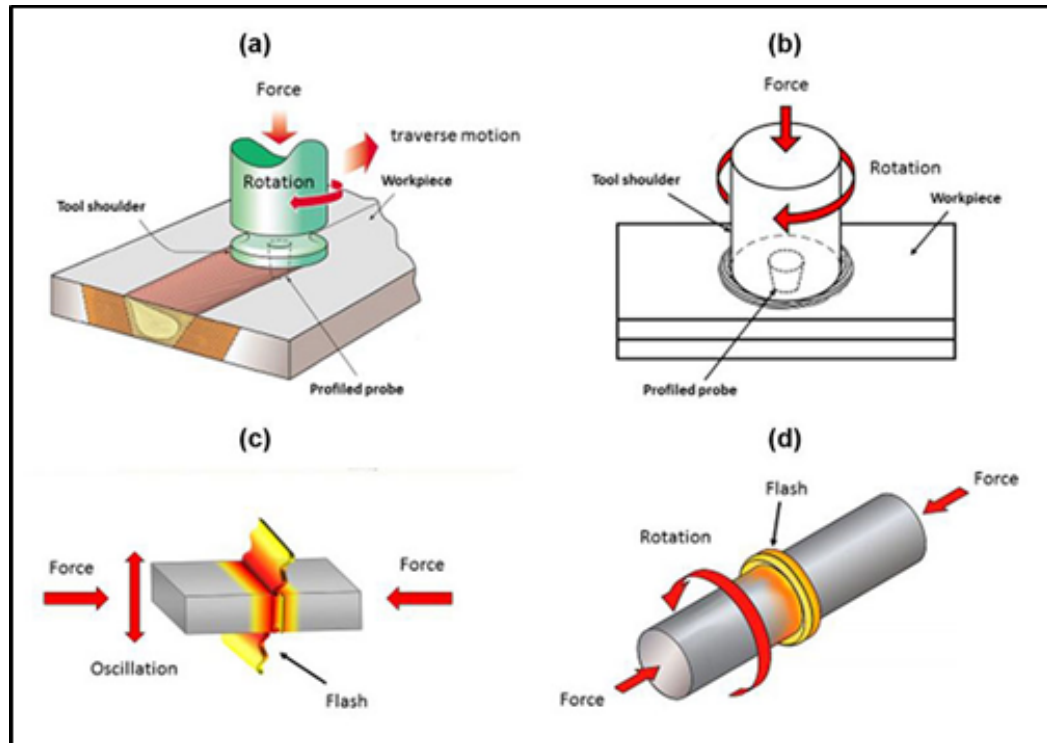 (a)
Force
traverse motion
Rotation
Workpiece
Tool shoulder
Profiled probe
(b)
Force
Rotation
Tool shoulder
Workpiece
Profiled probe
(c)
Force
Force
Oscillation
Flash
(d)
Force
Flash
Rotation
Force